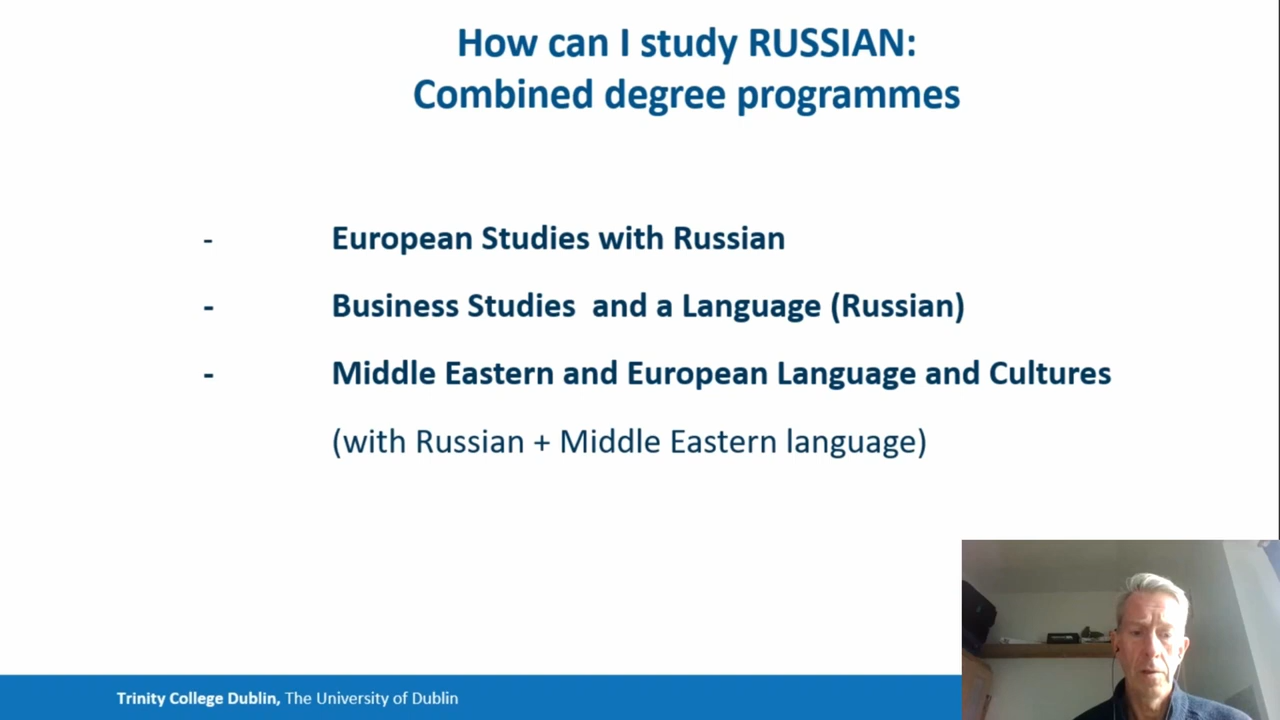 How can I study RUSSIAN:
Combined degree programmes
- European Studies with Russian
- Business Studies  and a Language (Russian)
- Middle Eastern and European Language and Cultures
(with Russian + Middle Eastern language)
Trinity College Dublin, The University of Dublin